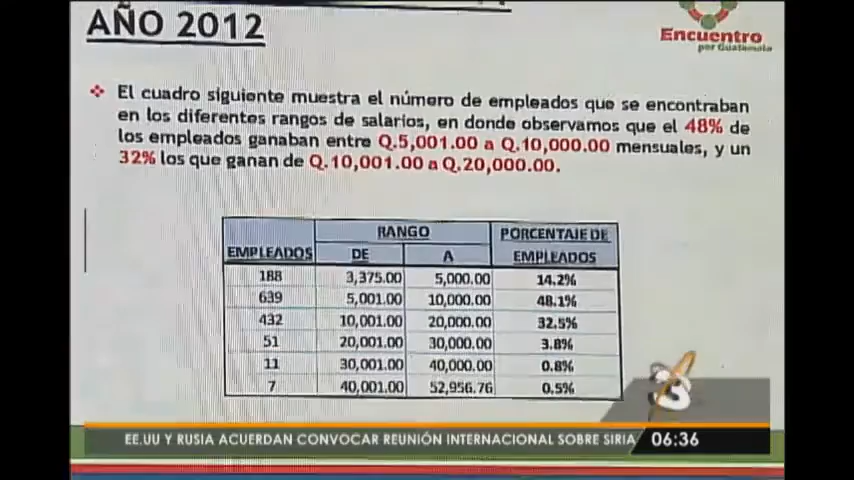 AÑO 2012
Encuentro
por Guatemala
❖ El cuadro siguiente muestra el número de empleados que se encontraban
en los diferentes rangos de salarios, en donde observamos que el 48% de
los empleados ganaban entre Q.5,001.00 a Q.10,000.00 mensuales, y un
32% los que ganan de Q.10,001.00 a Q.20,000.00.
EMPLEADOS RANGO PORCENTAJE DE
DE A EMPLEADOS
188 3,375.00 5,000.00 14.2%
639 5,001.00 10,000.00 48.1%
432 10,001.00 20,000.00 32.5%
51 20,001.00 30,000.00 3.8%
11 30,001.00 40,000.00 0.8%
7 40,001.00 52,956.76 0.5%
3
EE.UU Y RUSIA ACUERDAN CONVOCAR REUNIÓN INTERNACIONAL SOBRE SIRIA 06:36